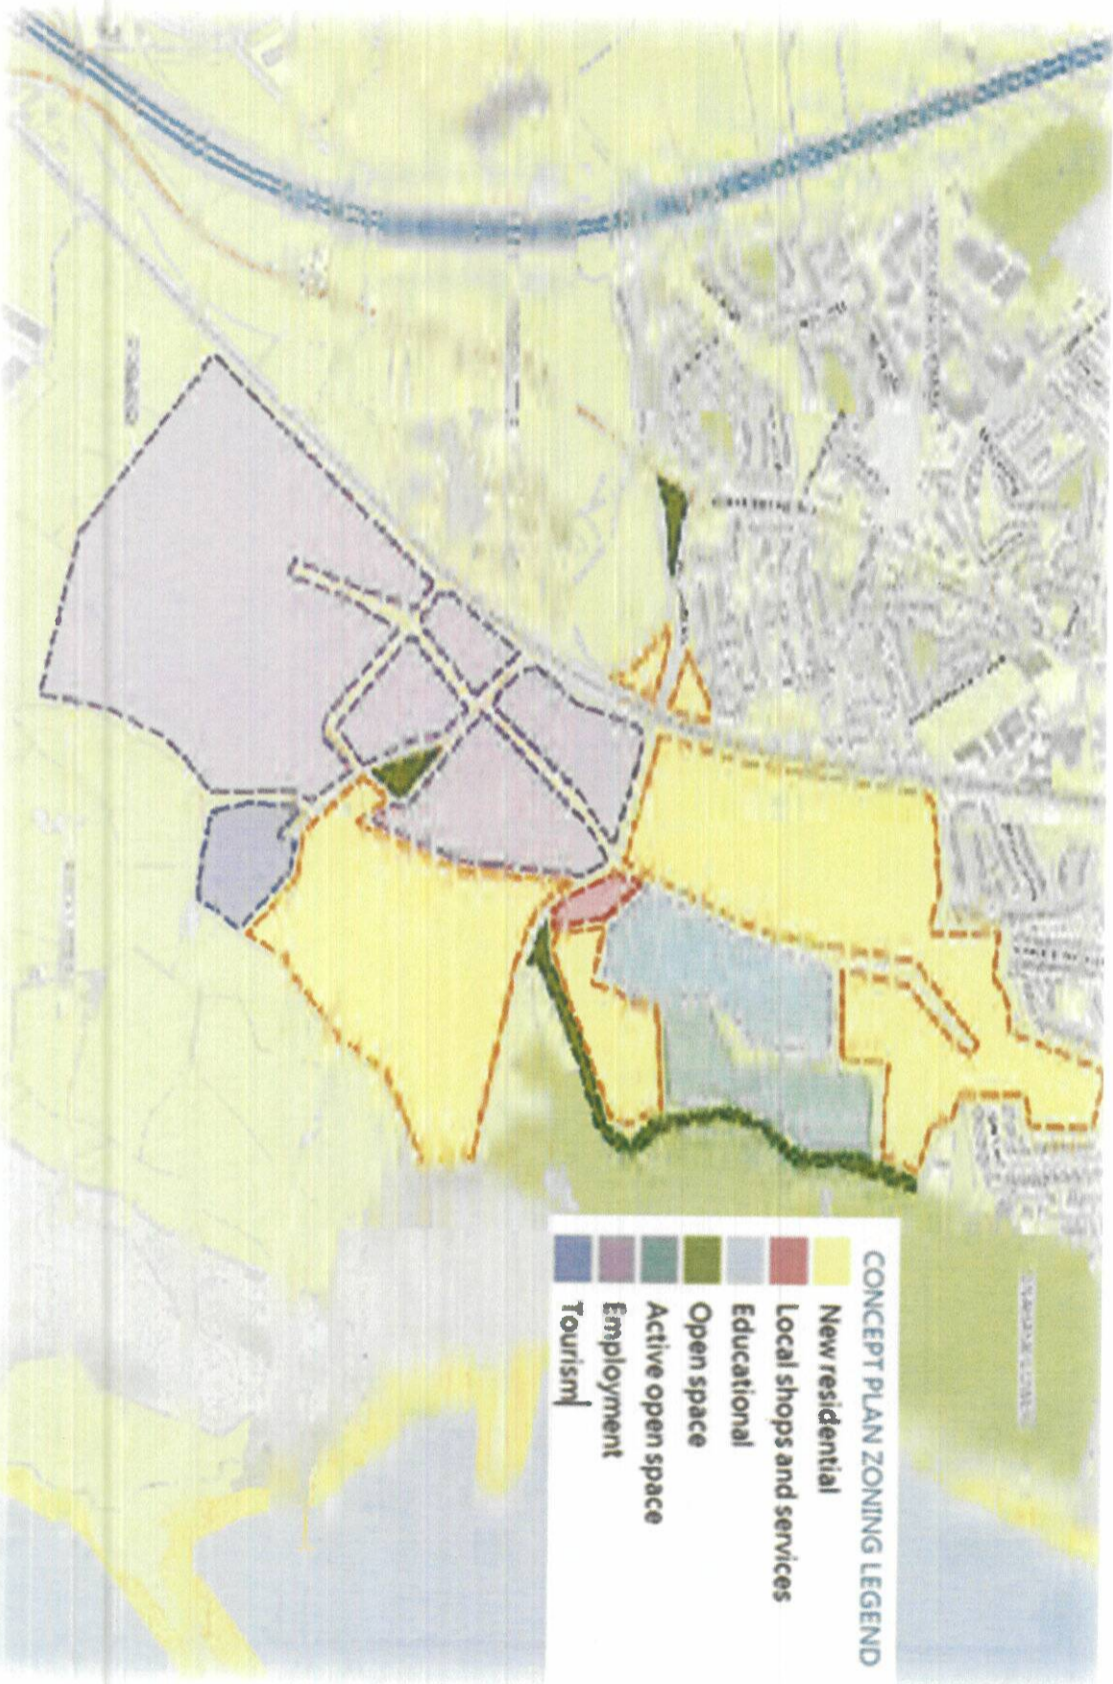 CONCEPT PLAN ZONING LEGEND
New residential
Local shops and services
Educational
Open space
Active open space
Employment
Tourism